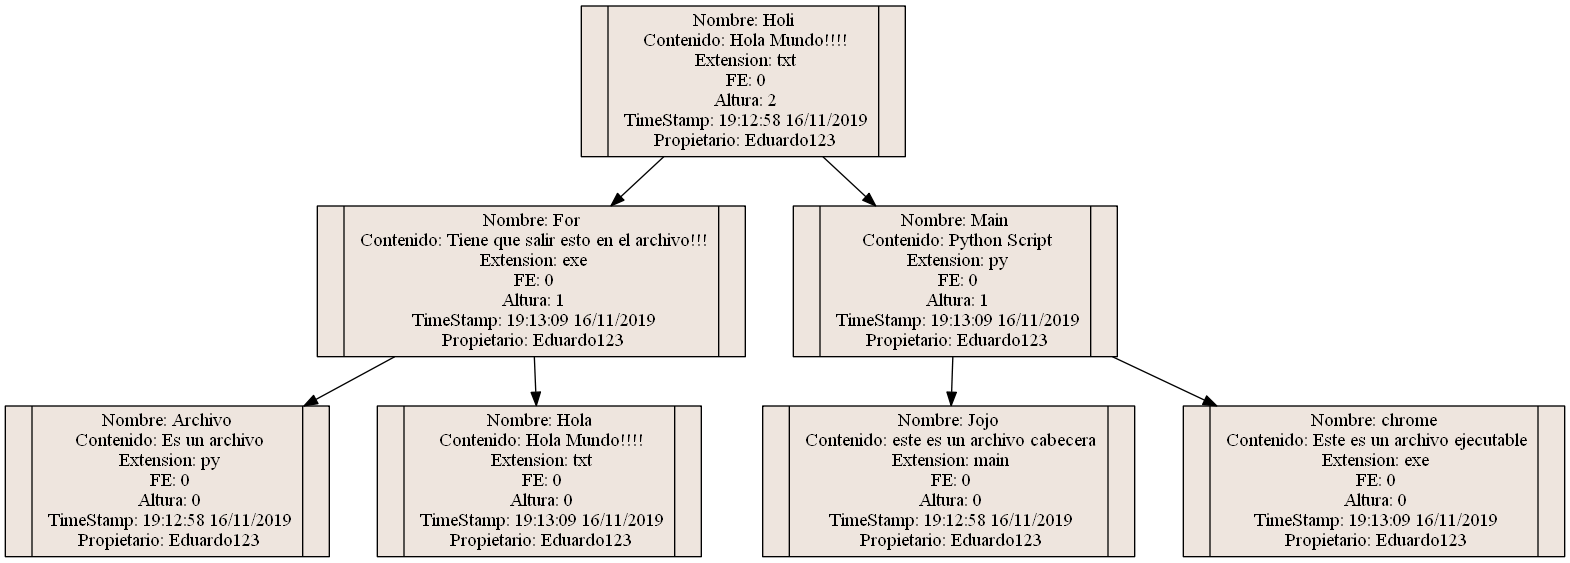 Nombre: Holi
Contenido: Hola Mundo!!!!
Extension: txt
FE: 0
Altura: 2
TimeStamp: 19:12:58 16/11/2019
Propietario: Eduardo123
Nombre: For
Contenido: Tiene que salir esto en el archivo!!!
Extension: exe
FE: 0
Altura: 1
TimeStamp: 19:13:09 16/11/2019
Propietario: Eduardo123
Nombre: Main
Contenido: Python Script
Extension: py
FE: 0
Altura: 1
TimeStamp: 19:13:09 16/11/2019
Propietario: Eduardo123
Nombre: Archivo
Contenido: Es un archivo
Extension: py
FE: 0
Altura: 0
TimeStamp: 19:12:58 16/11/2019
Propietario: Eduardo123
Nombre: Hola
Contenido: Hola Mundo!!!!
Extension: txt
FE: 0
Altura: 0
TimeStamp: 19:13:09 16/11/2019
Propietario: Eduardo123
Nombre: Jojo
Contenido: este es un archivo cabecera
Extension: main
FE: 0
Altura: 0
TimeStamp: 19:12:58 16/11/2019
Propietario: Eduardo123
Nombre: chrome
Contenido: Este es un archivo ejecutable
Extension: exe
FE: 0
Altura: 0
TimeStamp: 19:13:09 16/11/2019
Propietario: Eduardo123